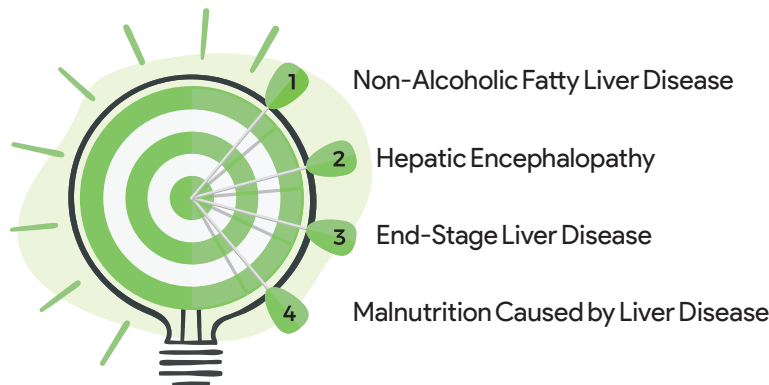 1 Non-Alcoholic Fatty Liver Disease
2 Hepatic Encephalopathy
3 End-Stage Liver Disease
4 Malnutrition Caused by Liver Disease